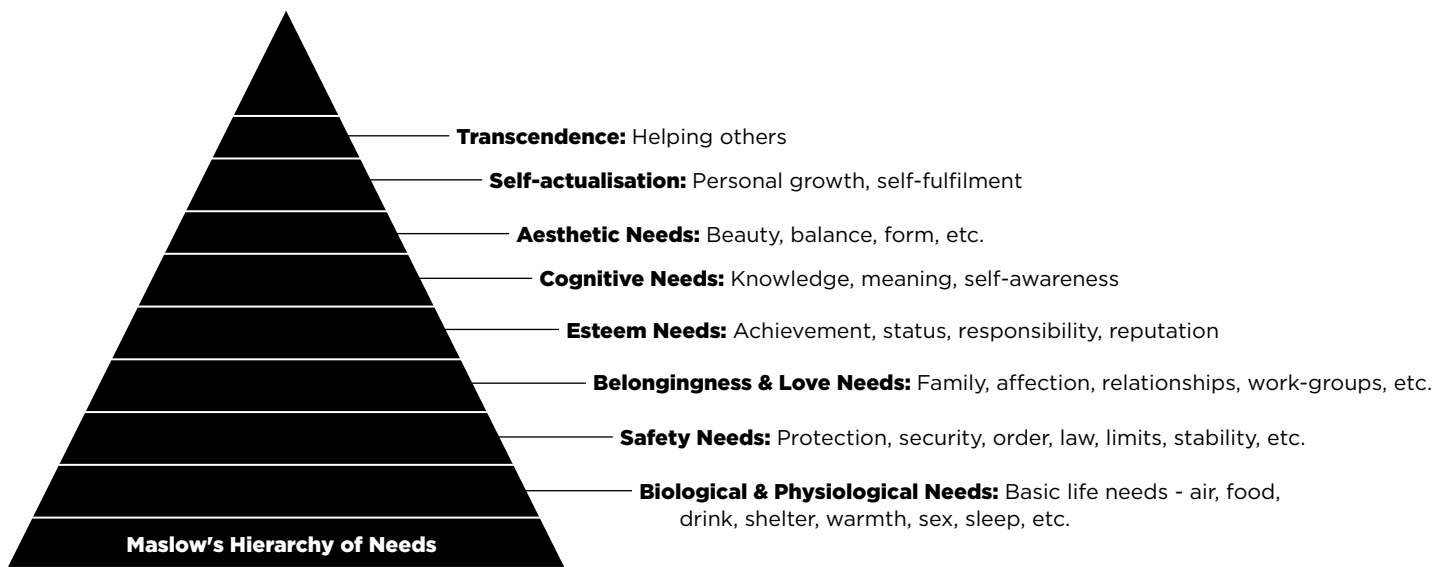 Transcendence: Helping others
Self-actualisation: Personal growth, self-fulfilment
Aesthetic Needs: Beauty, balance, form, etc.
Cognitive Needs: Knowledge, meaning, self-awareness
Esteem Needs: Achievement, status, responsibility, reputation
Belongingness & Love Needs: Family, affection, relationships, work-groups, etc.
Safety Needs: Protection, security, order, law, limits, stability, etc.
Biological & Physiological Needs: Basic life needs - air, food,
drink, shelter, warmth, sex, sleep, etc.
Maslow's Hierarchy of Needs